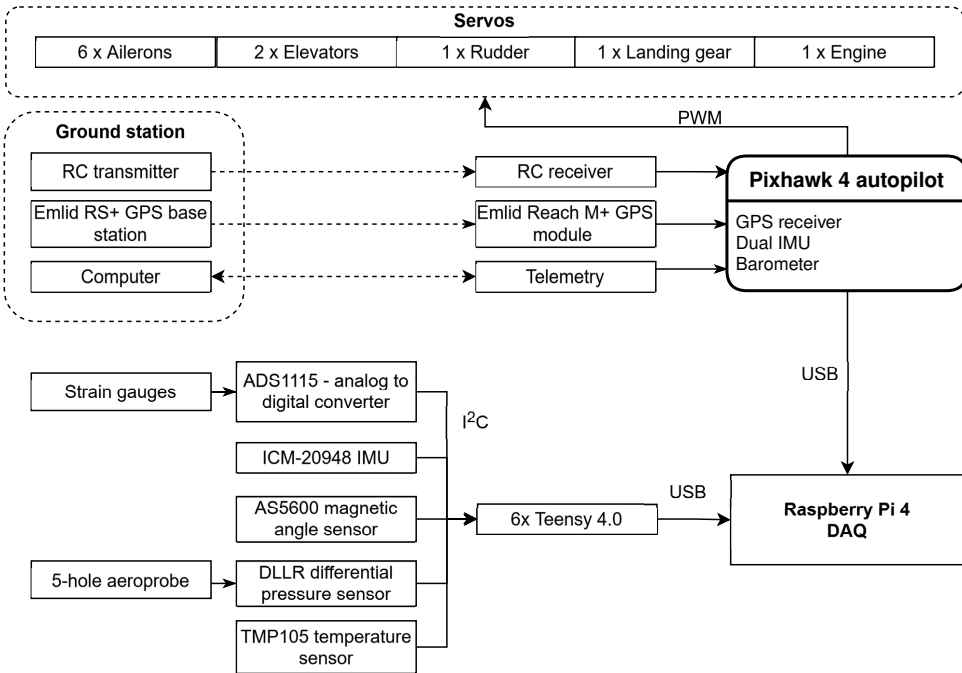 Servos
6 x Ailerons
2 x Elevators
1 x Rudder
1 x Landing gear
1 x Engine
PWM
Ground station
RC transmitter
RC receiver
Emlid RS+ GPS base
station
Emlid Reach M+ GPS
module
Computer
Telemetry
Pixhawk 4 autopilot
GPS receiver
Dual IMU
Barometer
USB
Strain gauges
ADS1115 - analog to
digital converter
I²C
ICM-20948 IMU
AS5600 magnetic
angle sensor
6x Teensy 4.0
USB
Raspberry Pi 4
DAQ
5-hole aeroprobe
DLLR differential
pressure sensor
TMP105 temperature
sensor